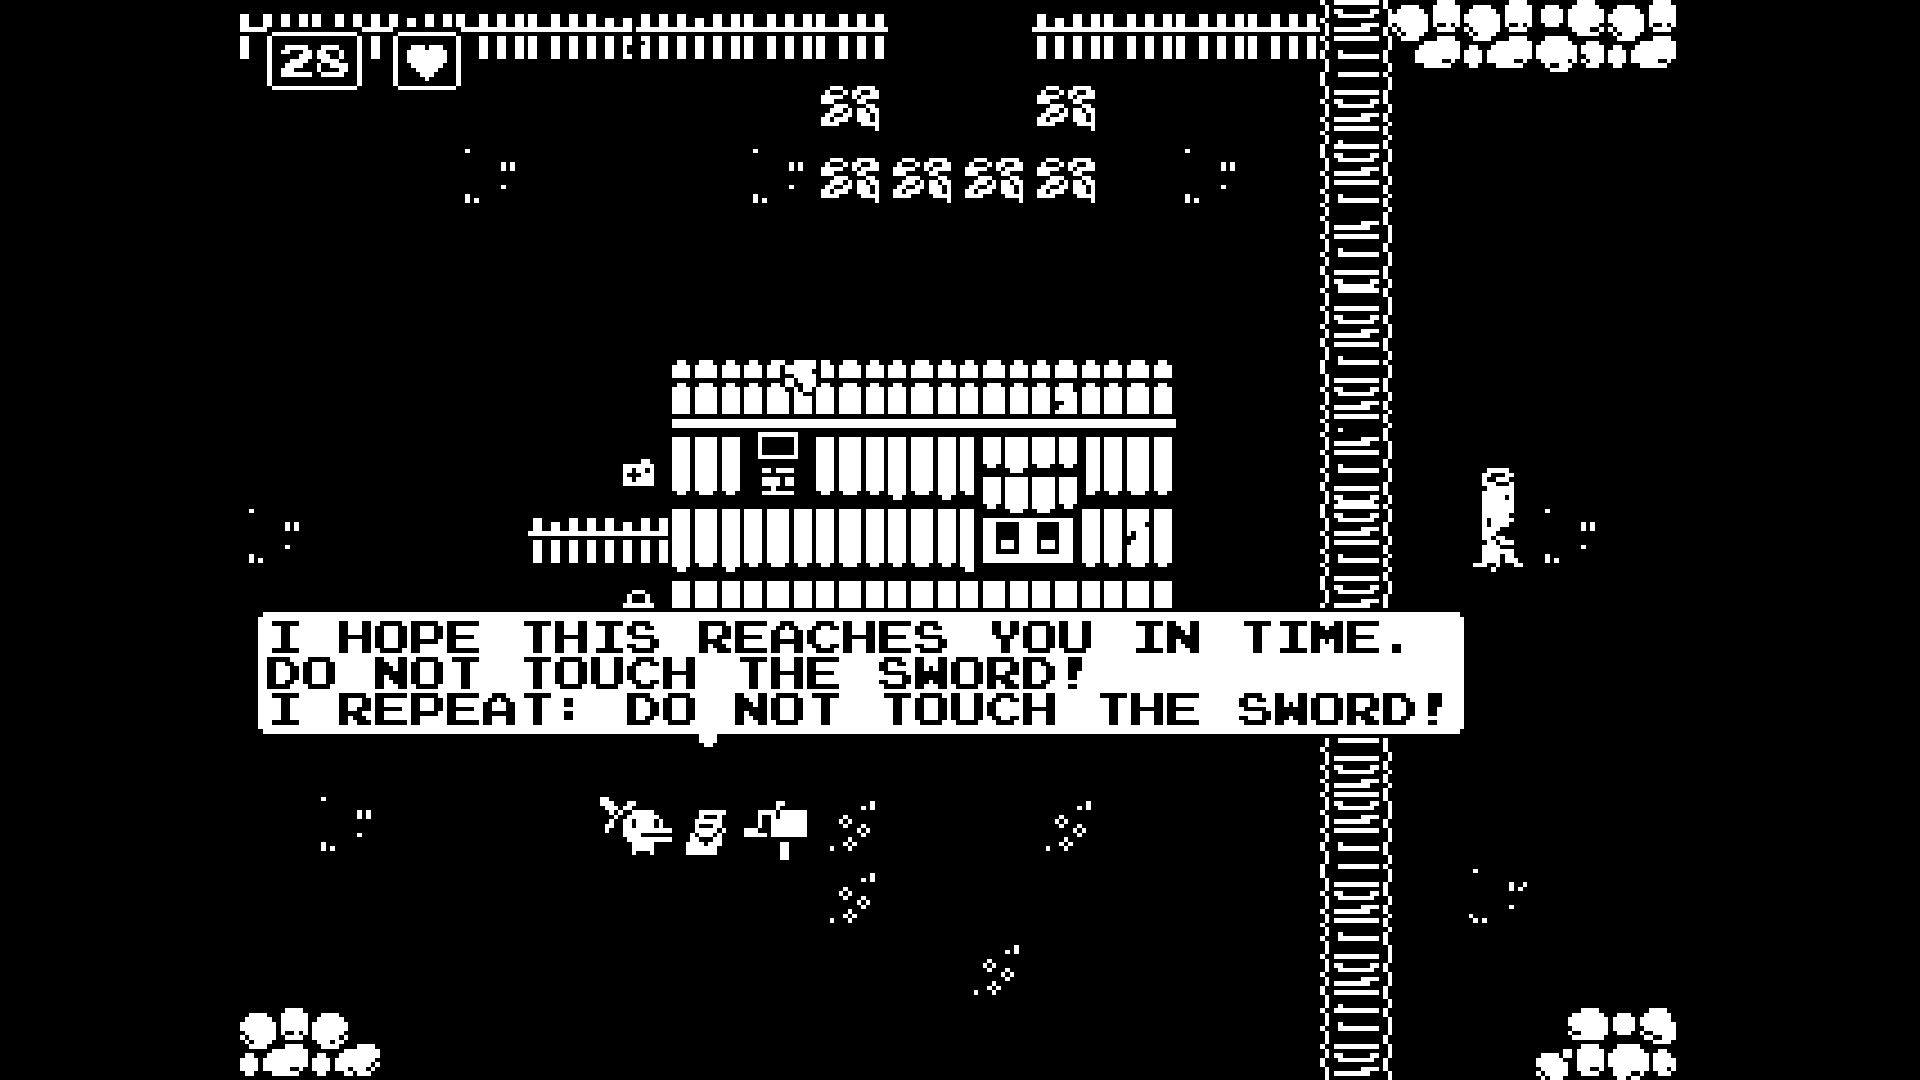 28
I HOPE THIS REACHES YOU IN TIME.
DO NOT TOUCH THE SWORD!
I REPEAT: DO NOT TOUCH THE SWORD!